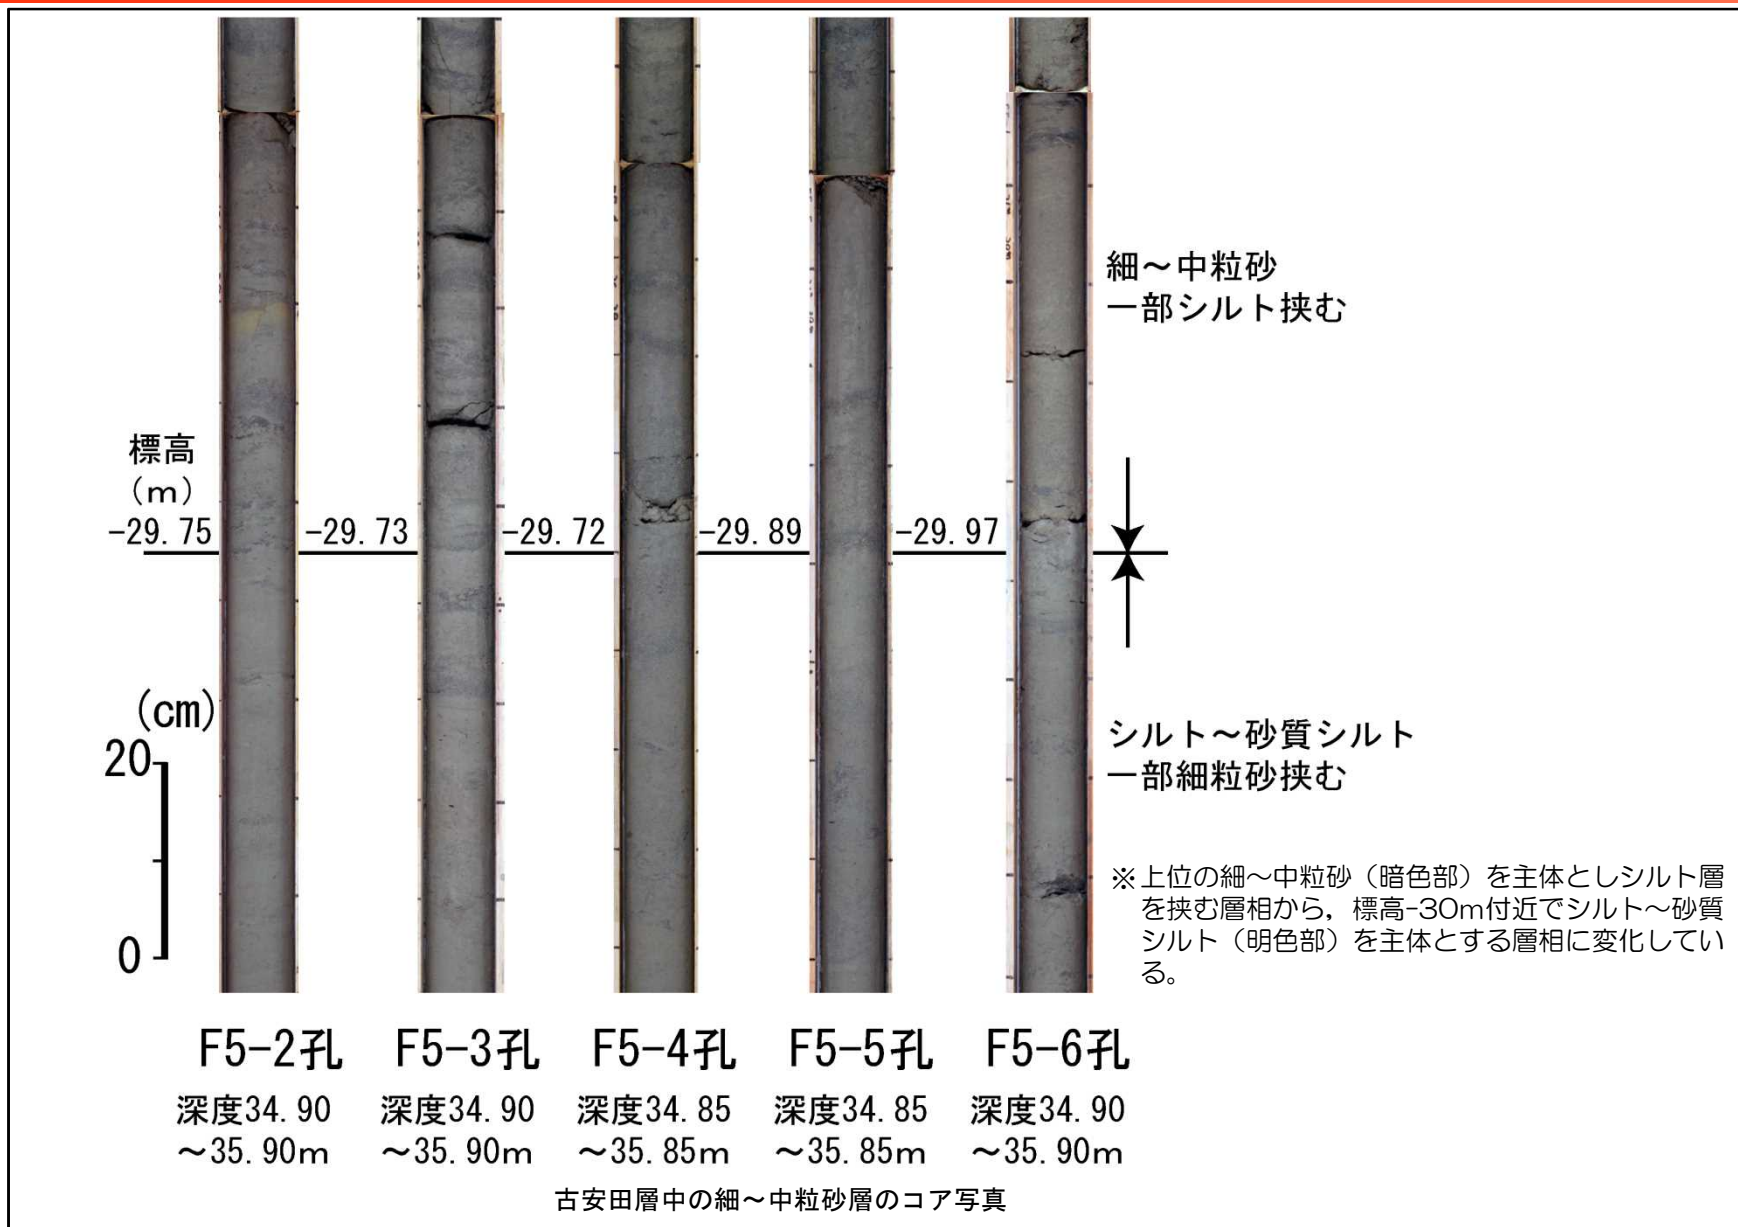 細~中粒砂
一部シルト挟む
標高
(m)
-29.75
-29.73
-29.72
-29.89
-29.97
(cm)
20
0
シルト~砂質シルト
一部細粒砂挟む
※上位の細~中粒砂(暗色部)を主体としシルト層
を挟む層相から,標高-30m付近でシルト~砂質
シルト(明色部)を主体とする層相に変化してい
る。
F5-2孔 F5-3孔 F5-4孔 F5-5孔 F5-6孔
深度34.90 深度34.90 深度34.85 深度34.85 深度34.90
~35.90m ~35.90m ~35.85m ~35.85m ~35.90m
古安田層中の細~中粒砂層のコア写真